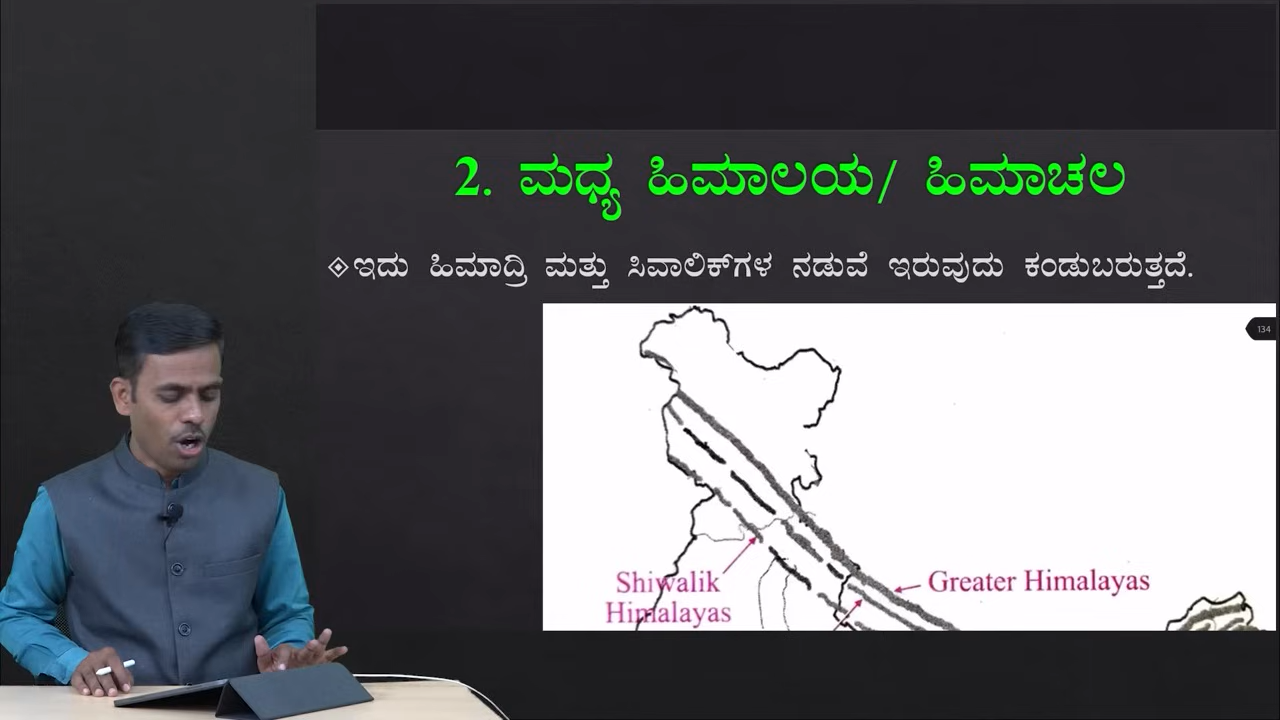 2. ಮಧ್ಯ ಹಿಮಾಲಯ/ ಹಿಮಾಚಲ
◈ಇದು ಹಿಮಾದ್ರಿ ಮತ್ತು ಸಿವಾಲಿಕ್‌ಗಳ ನಡುವೆ ಇರುವುದು ಕಂಡುಬರುತ್ತದೆ.
134
Shiwalik
Himalayas
Greater Himalayas